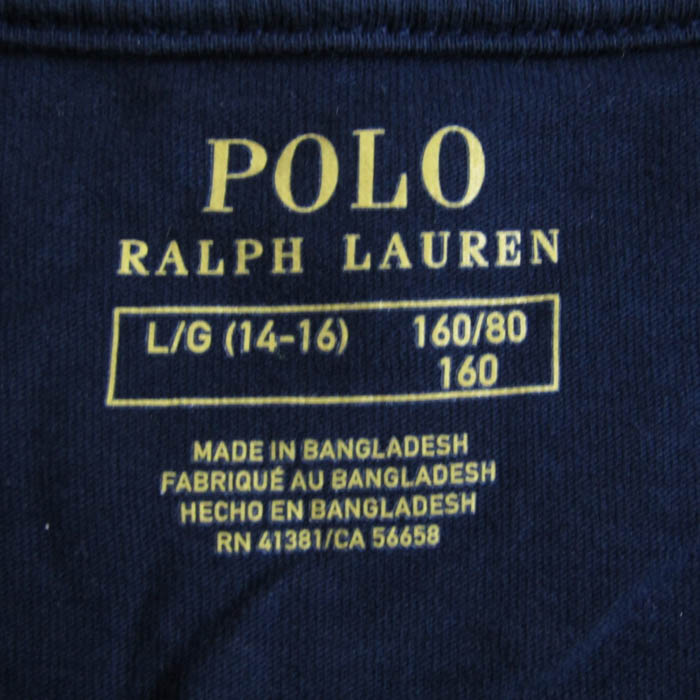 POLO
RALPH LAUREN
L/G (14-16) 160/80
160
MADE IN BANGLADESH
FABRIQUÉ AU BANGLADESH
HECHO EN BANGLADESH
RN 41381/CA 56658